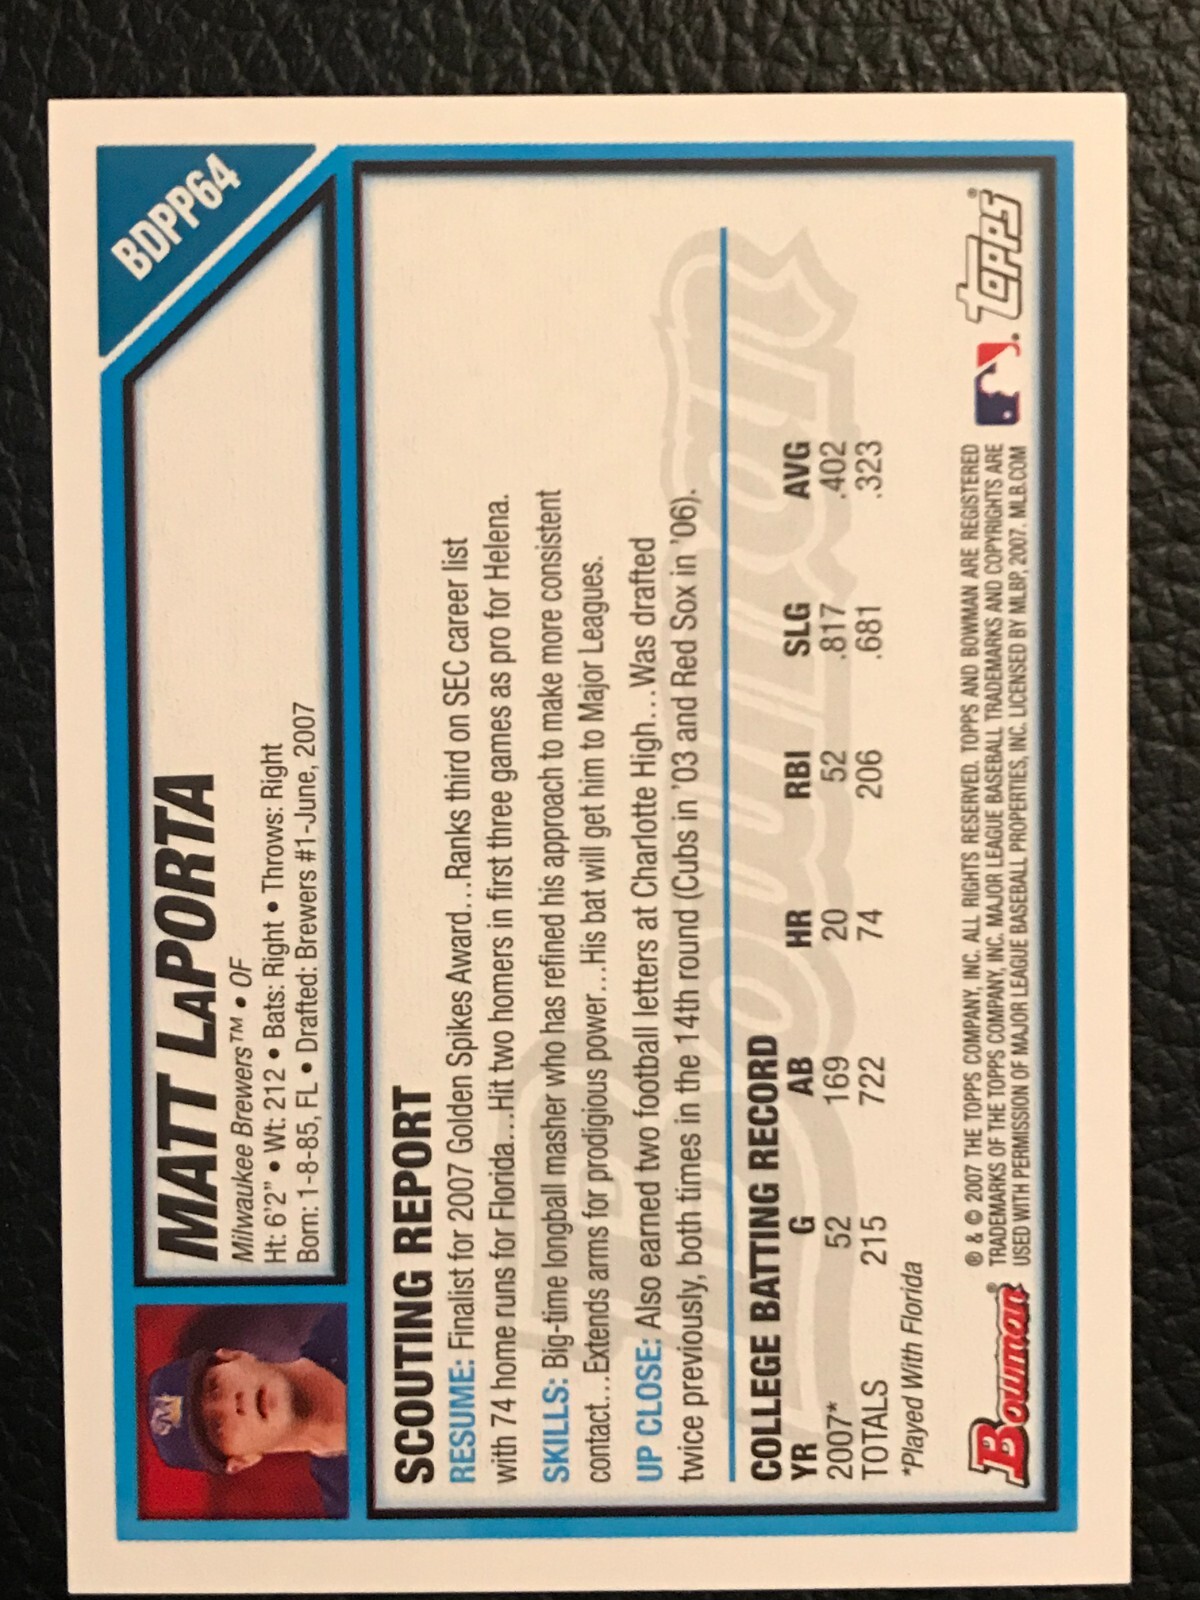 BDPP64
MATT LAPORTA
Milwaukee Brewers™ • OF
Ht: 6'2" • Wt: 212 • Bats: Right • Throws: Right
Born: 1-8-85, FL • Drafted: Brewers #1-June, 2007
SCOUTING REPORT
RESUME: Finalist for 2007 Golden Spikes Award...Ranks third on SEC career list
with 74 home runs for Florida...Hit two homers in first three games as pro for Helena.
SKILLS: Big-time longball masher who has refined his approach to make more consistent
contact...Extends arms for prodigious power...His bat will get him to Major Leagues.
UP CLOSE: Also earned two football letters at Charlotte High...Was drafted
twice previously, both times in the 14th round (Cubs in '03 and Red Sox in '06).
Bowman
COLLEGE BATTING RECORD
YR G AB HR RBI SLG AVG
2007* 52 169 20 52 .817 .402
TOTALS 215 722 74 206 .681 .323
*Played With Florida
Bowman®
® & © 2007 THE TOPPS COMPANY, INC. ALL RIGHTS RESERVED. TOPPS AND BOWMAN ARE REGISTERED
TRADEMARKS OF THE TOPPS COMPANY, INC. MAJOR LEAGUE BASEBALL TRADEMARKS AND COPYRIGHTS ARE
USED WITH PERMISSION OF MAJOR LEAGUE BASEBALL PROPERTIES, INC. LICENSED BY MLBP, 2007. MLB.COM
Topps®